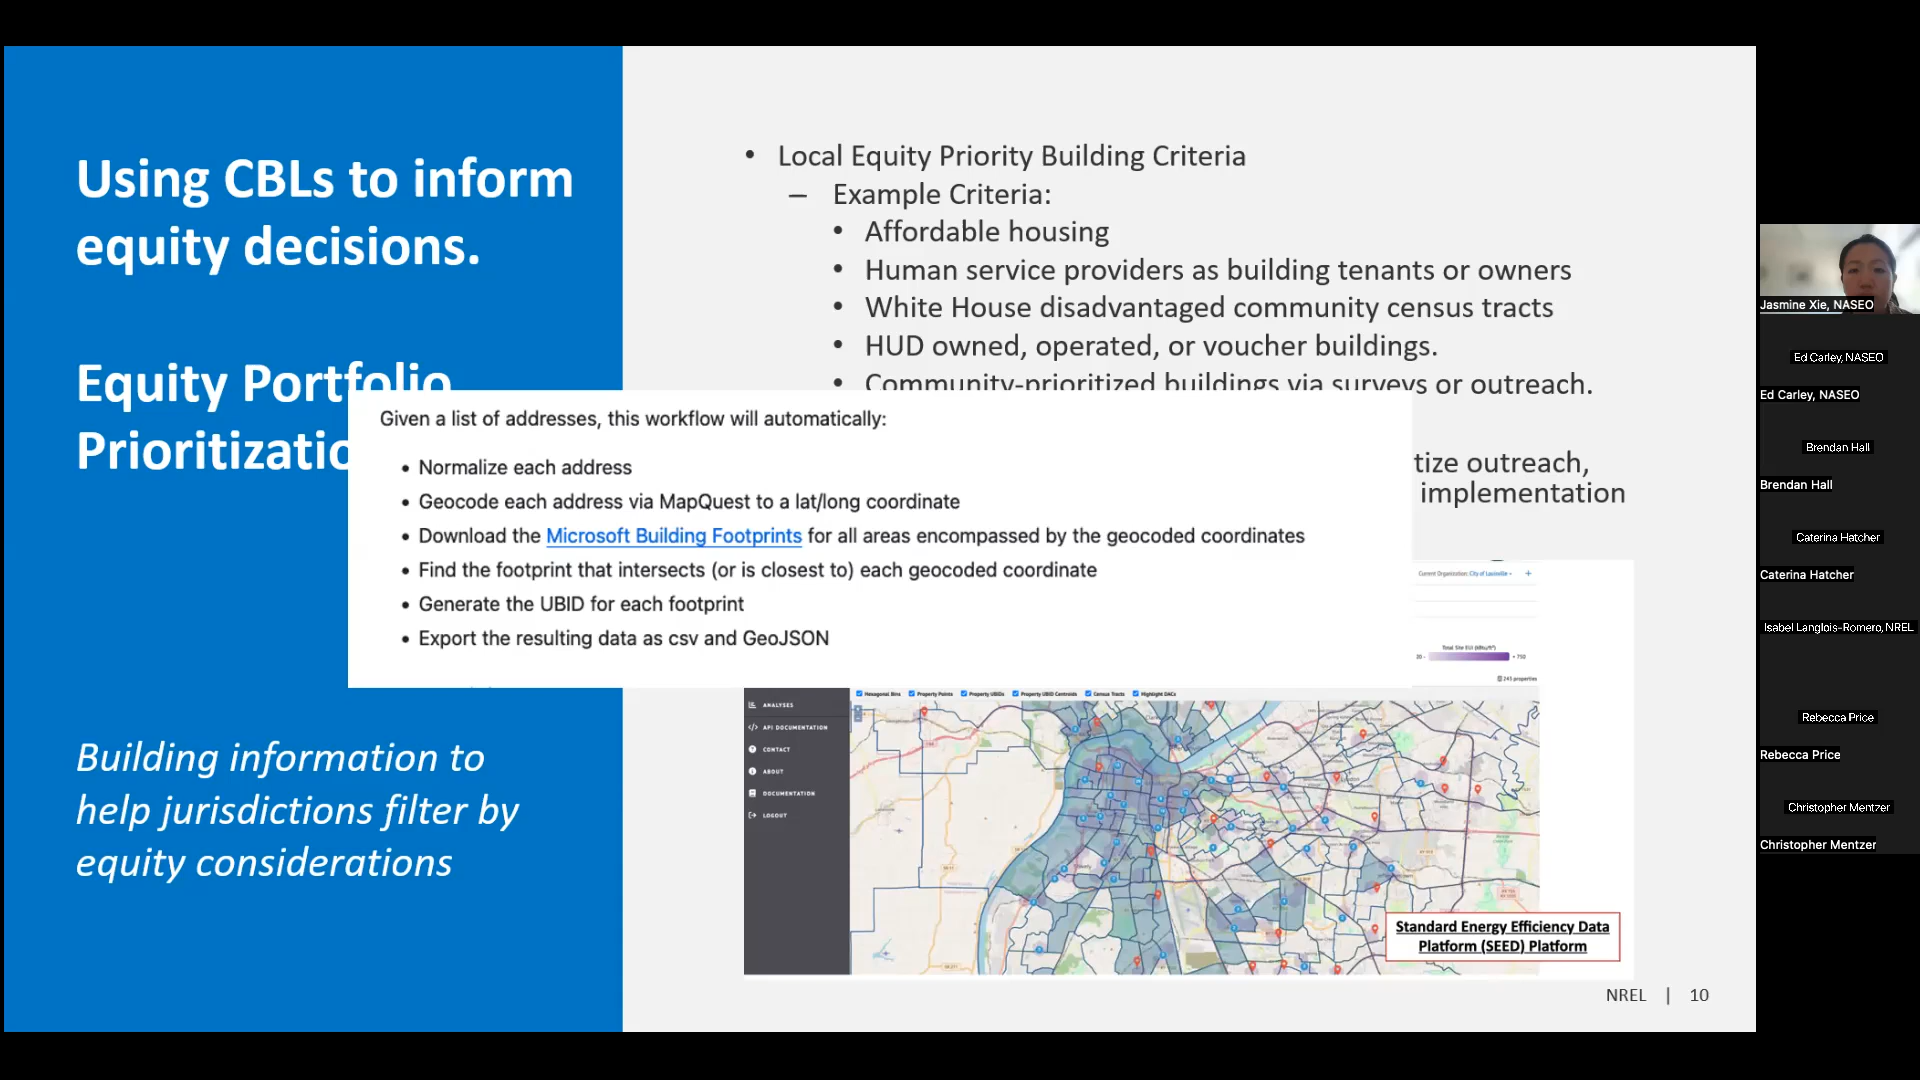 Using CBLs to inform
equity decisions.
Equity Portfolio
Prioritizatio
Building information to
help jurisdictions filter by
equity considerations
• Local Equity Priority Building Criteria
– Example Criteria:
• Affordable housing
• Human service providers as building tenants or owners
• White House disadvantaged community census tracts
• HUD owned, operated, or voucher buildings.
• Community-prioritized buildings via surveys or outreach.
tize outreach,
implementation
Given a list of addresses, this workflow will automatically:
• Normalize each address
• Geocode each address via MapQuest to a lat/long coordinate
• Download the Microsoft Building Footprints for all areas encompassed by the geocoded coordinates
• Find the footprint that intersects (or is closest to) each geocoded coordinate
• Generate the UBID for each footprint
• Export the resulting data as csv and GeoJSON
Current Organization: City of Louisville
Total Site EUI (kBtu/ft²)
243 properties
Hexagonal Bins Property Points Property UBIDs Property UBID Centroids Census Tracts Highlight DACs
ANALYSES
API DOCUMENTATION
CONTACT
ABOUT
DOCUMENTATION
LOGOUT
Standard Energy Efficiency Data
Platform (SEED) Platform
NREL | 10
Jasmine Xie, NASEO
Ed Carley, NASEO
Ed Carley, NASEO
Brendan Hall
Brendan Hall
Caterina Hatcher
Caterina Hatcher
Isabel Langlois-Romero, NREL
Rebecca Price
Rebecca Price
Christopher Mentzer
Christopher Mentzer